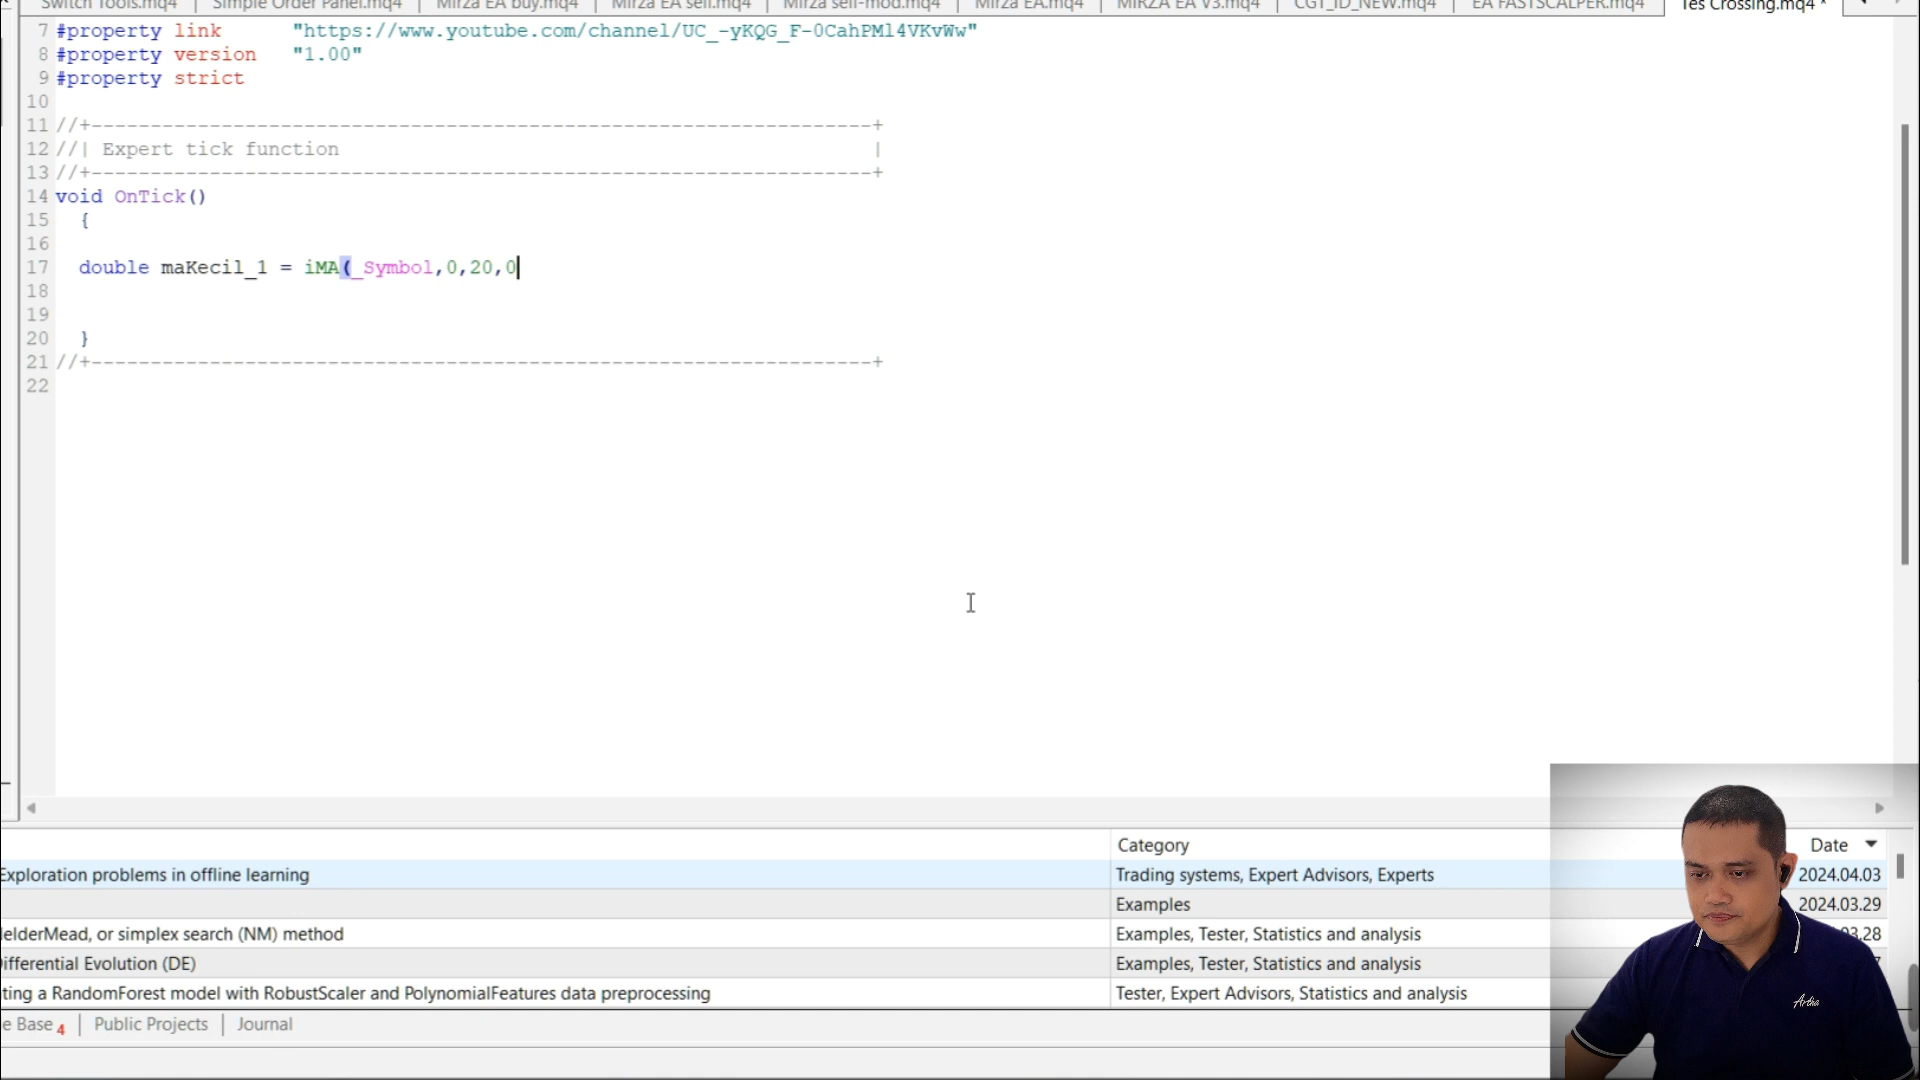 Switch Tools.mq4 | Simple Order Panel.mq4 | Mirza EA buy.mq4 | Mirza EA sell.mq4 | Mirza sell-mod.mq4 | Mirza EA.mq4 | MIRZA EA V3.mq4 | CGT_ID_NEW.mq4 | EA FASTSCALPER.mq4 | Tes Crossing.mq4 *
7 #property link "https://www.youtube.com/channel/UC_-yKQG_F-0CahPMl4VKvWw"
8 #property version "1.00"
9 #property strict
10
11 //+------------------------------------------------------------------+
12 //| Expert tick function |
13 //+------------------------------------------------------------------+
14 void OnTick()
15 {
16
17 double maKecil_1 = iMA(_Symbol,0,20,0
18
19
20 }
21 //+------------------------------------------------------------------+
22
Category Date
Exploration problems in offline learning Trading systems, Expert Advisors, Experts 2024.04.03
Examples 2024.03.29
elderMead, or simplex search (NM) method Examples, Tester, Statistics and analysis 03.28
ifferential Evolution (DE) Examples, Tester, Statistics and analysis
ting a RandomForest model with RobustScaler and PolynomialFeatures data preprocessing Tester, Expert Advisors, Statistics and analysis
e Base 4 | Public Projects | Journal
Artha